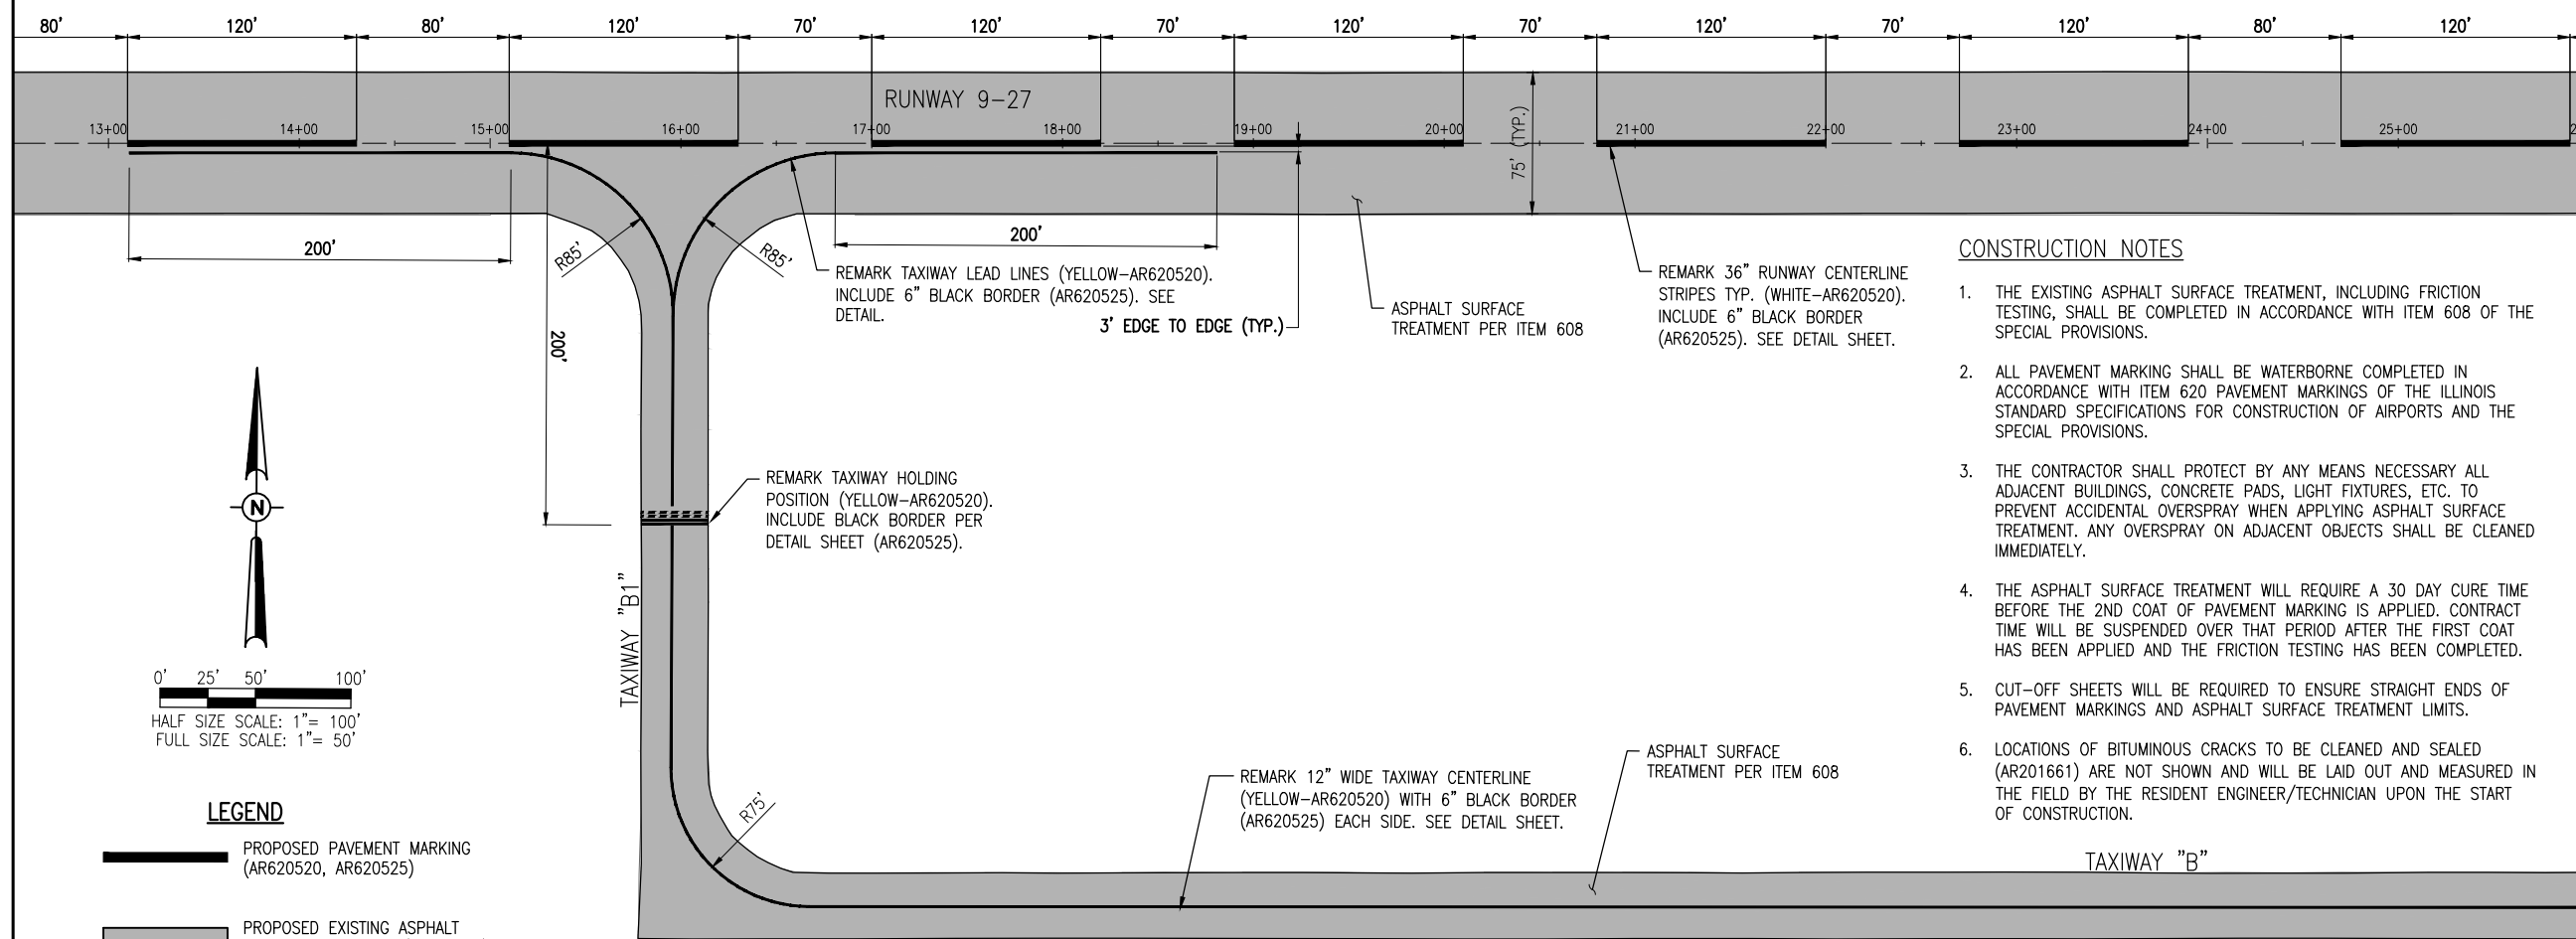 80' 120' 80' 120' 70' 120' 70' 120' 70' 120' 70' 120' 80' 120'
RUNWAY 9-27
13+00 14+00 15+00 16+00 17+00 18+00 19+00 20+00 21+00 22+00 23+00 24+00 25+00
75' (TYP.)
200'
R85'
R85'
200'
200'
REMARK TAXIWAY LEAD LINES (YELLOW-AR620520).
INCLUDE 6" BLACK BORDER (AR620525). SEE
DETAIL.
3' EDGE TO EDGE (TYP.)
ASPHALT SURFACE
TREATMENT PER ITEM 608
REMARK 36" RUNWAY CENTERLINE
STRIPES TYP. (WHITE-AR620520).
INCLUDE 6" BLACK BORDER
(AR620525). SEE DETAIL SHEET.
CONSTRUCTION NOTES
1. THE EXISTING ASPHALT SURFACE TREATMENT, INCLUDING FRICTION
TESTING, SHALL BE COMPLETED IN ACCORDANCE WITH ITEM 608 OF THE
SPECIAL PROVISIONS.
2. ALL PAVEMENT MARKING SHALL BE WATERBORNE COMPLETED IN
ACCORDANCE WITH ITEM 620 PAVEMENT MARKINGS OF THE ILLINOIS
STANDARD SPECIFICATIONS FOR CONSTRUCTION OF AIRPORTS AND THE
SPECIAL PROVISIONS.
3. THE CONTRACTOR SHALL PROTECT BY ANY MEANS NECESSARY ALL
ADJACENT BUILDINGS, CONCRETE PADS, LIGHT FIXTURES, ETC. TO
PREVENT ACCIDENTAL OVERSPRAY WHEN APPLYING ASPHALT SURFACE
TREATMENT. ANY OVERSPRAY ON ADJACENT OBJECTS SHALL BE CLEANED
IMMEDIATELY.
4. THE ASPHALT SURFACE TREATMENT WILL REQUIRE A 30 DAY CURE TIME
BEFORE THE 2ND COAT OF PAVEMENT MARKING IS APPLIED. CONTRACT
TIME WILL BE SUSPENDED OVER THAT PERIOD AFTER THE FIRST COAT
HAS BEEN APPLIED AND THE FRICTION TESTING HAS BEEN COMPLETED.
5. CUT-OFF SHEETS WILL BE REQUIRED TO ENSURE STRAIGHT ENDS OF
PAVEMENT MARKINGS AND ASPHALT SURFACE TREATMENT LIMITS.
6. LOCATIONS OF BITUMINOUS CRACKS TO BE CLEANED AND SEALED
(AR201661) ARE NOT SHOWN AND WILL BE LAID OUT AND MEASURED IN
THE FIELD BY THE RESIDENT ENGINEER/TECHNICIAN UPON THE START
OF CONSTRUCTION.
REMARK TAXIWAY HOLDING
POSITION (YELLOW-AR620520).
INCLUDE BLACK BORDER PER
DETAIL SHEET (AR620525).
N
TAXIWAY "B1"
0' 25' 50' 100'
HALF SIZE SCALE: 1"= 100'
FULL SIZE SCALE: 1"= 50'
R75'
REMARK 12" WIDE TAXIWAY CENTERLINE
(YELLOW-AR620520) WITH 6" BLACK BORDER
(AR620525) EACH SIDE. SEE DETAIL SHEET.
ASPHALT SURFACE
TREATMENT PER ITEM 608
TAXIWAY "B"
LEGEND
PROPOSED PAVEMENT MARKING
(AR620520, AR620525)
PROPOSED EXISTING ASPHALT